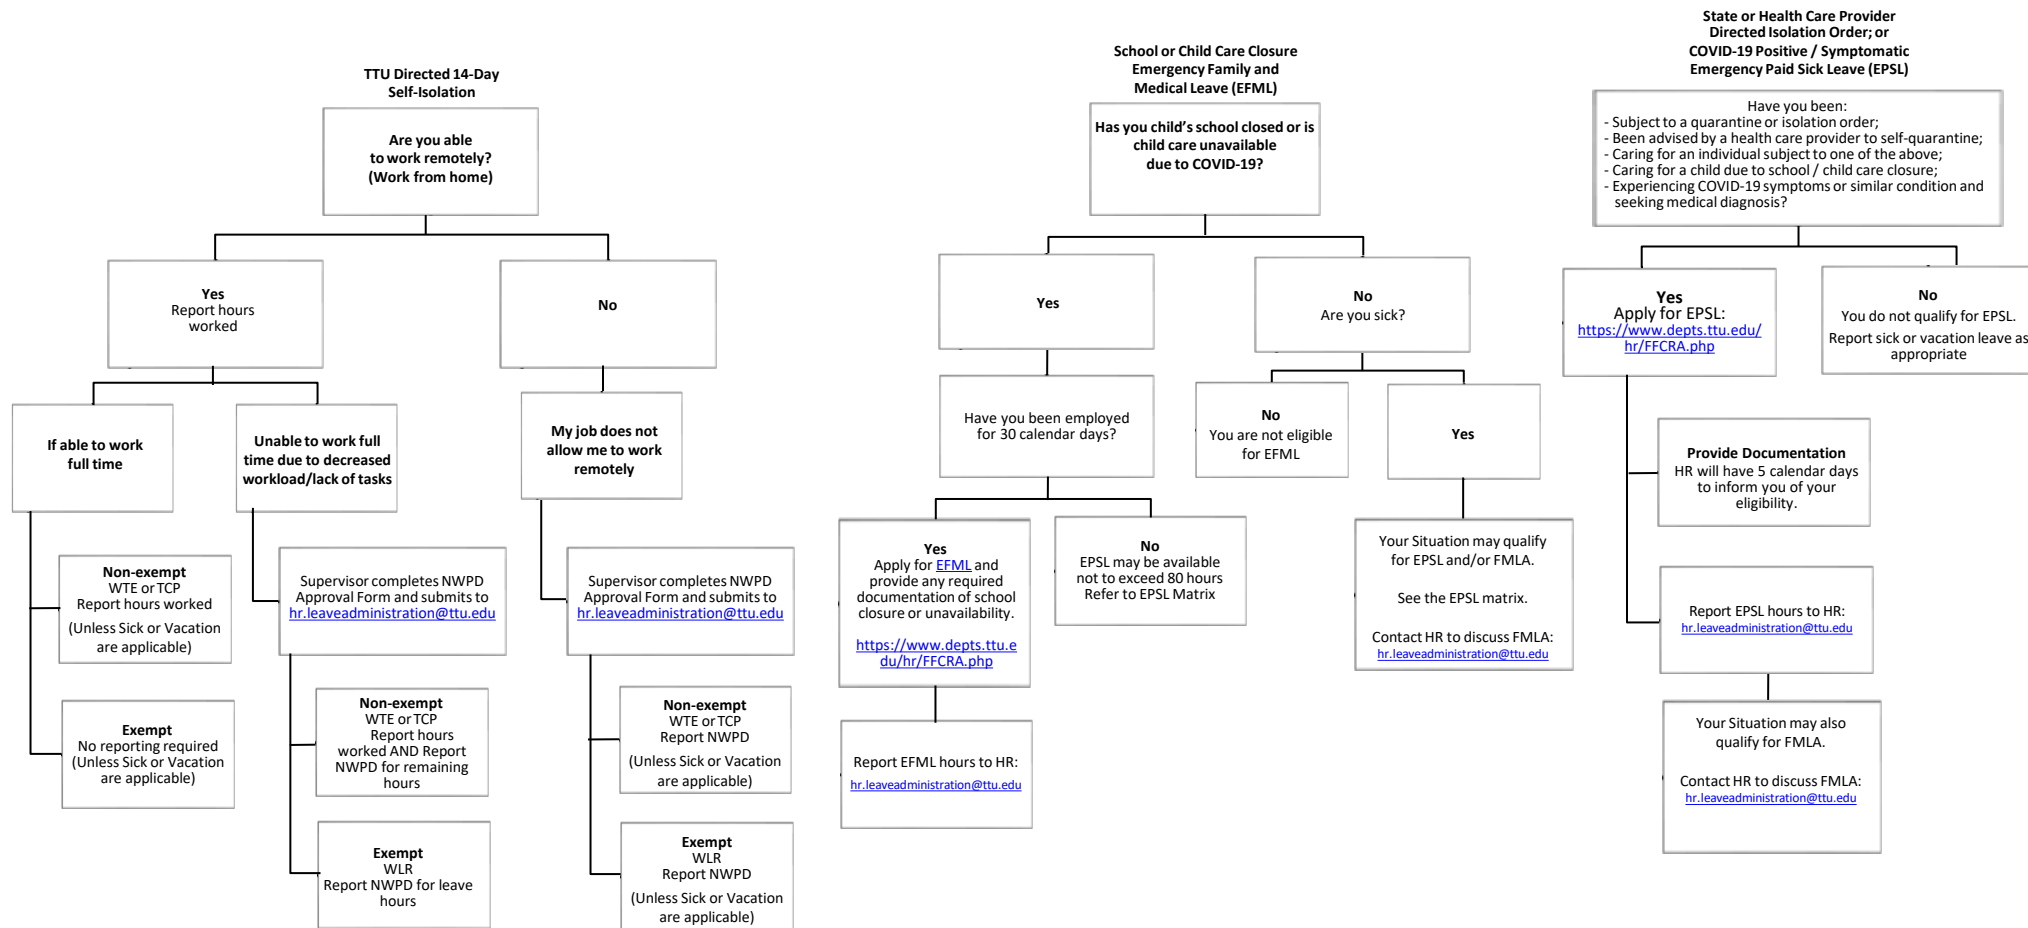 TTU Directed 14-Day
Self-Isolation
Are you able
to work remotely?
(Work from home)
Yes
Report hours
worked
No
If able to work
full time
Unable to work full
time due to decreased
workload/lack of tasks
My job does not
allow me to work
remotely
Non-exempt
WTE or TCP
Report hours worked
(Unless Sick or Vacation
are applicable)
Exempt
No reporting required
(Unless Sick or Vacation
are applicable)
Supervisor completes NWPD
Approval Form and submits to
hr.leaveadministration@ttu.edu
Non-exempt
WTE or TCP
Report hours
worked AND Report
NWPD for remaining
hours
Exempt
WLR
Report NWPD for leave
hours
Supervisor completes NWPD
Approval Form and submits to
hr.leaveadministration@ttu.edu
Non-exempt
WTE or TCP
Report NWPD
(Unless Sick or Vacation
are applicable)
Exempt
WLR
Report NWPD
(Unless Sick or Vacation
are applicable)
School or Child Care Closure
Emergency Family and
Medical Leave (EFML)
Has you child's school closed or is
child care unavailable
due to COVID-19?
Yes
No
Are you sick?
Have you been employed
for 30 calendar days?
No
You are not eligible
for EFML
Yes
Yes
Apply for EFML and
provide any required
documentation of school
closure or unavailability.
https://www.depts.ttu.e
du/hr/FFCRA.php
No
EPSL may be available
not to exceed 80 hours
Refer to EPSL Matrix
Your Situation may qualify
for EPSL and/or FMLA.
See the EPSL matrix.
Contact HR to discuss FMLA:
hr.leaveadministration@ttu.edu
Report EFML hours to HR:
hr.leaveadministration@ttu.edu
State or Health Care Provider
Directed Isolation Order; or
COVID-19 Positive / Symptomatic
Emergency Paid Sick Leave (EPSL)
Have you been:
- Subject to a quarantine or isolation order;
- Been advised by a health care provider to self-quarantine;
- Caring for an individual subject to one of the above;
- Caring for a child due to school / child care closure;
- Experiencing COVID-19 symptoms or similar condition and
seeking medical diagnosis?
Yes
Apply for EPSL:
https://www.depts.ttu.edu/
hr/FFCRA.php
No
You do not qualify for EPSL.
Report sick or vacation leave as
appropriate
Provide Documentation
HR will have 5 calendar days
to inform you of your
eligibility.
Report EPSL hours to HR:
hr.leaveadministration@ttu.edu
Your Situation may also
qualify for FMLA.
Contact HR to discuss FMLA:
hr.leaveadministration@ttu.edu